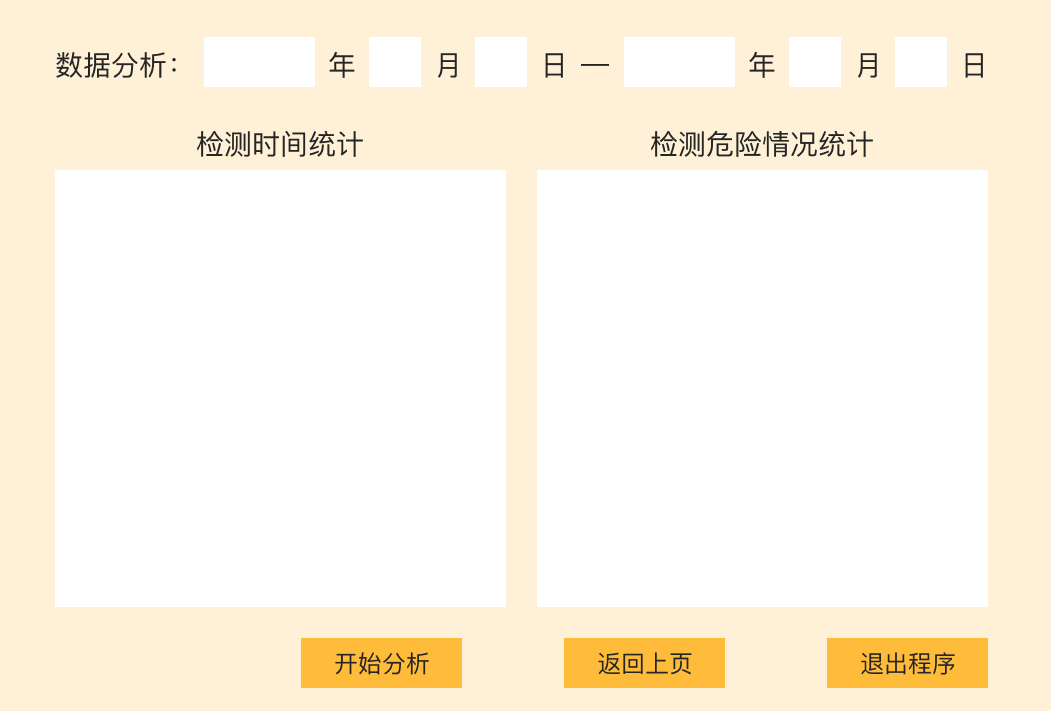 数据分析： 年 月 日 — 年 月 日
检测时间统计 检测危险情况统计
开始分析 返回上页 退出程序